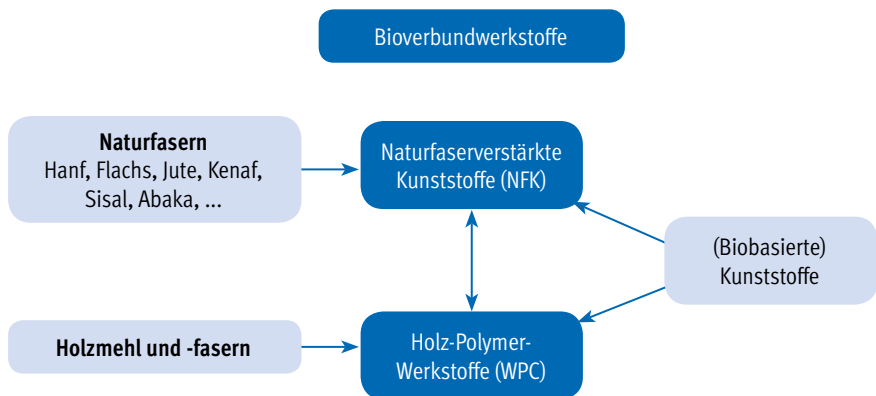 Bioverbundwerkstoffe
Naturfasern
Hanf, Flachs, Jute, Kenaf,
Sisal, Abaka, ...
Naturfaserverstärkte
Kunststoffe (NFK)
(Biobasierte)
Kunststoffe
Holzmehl und -fasern
Holz-Polymer-
Werkstoffe (WPC)